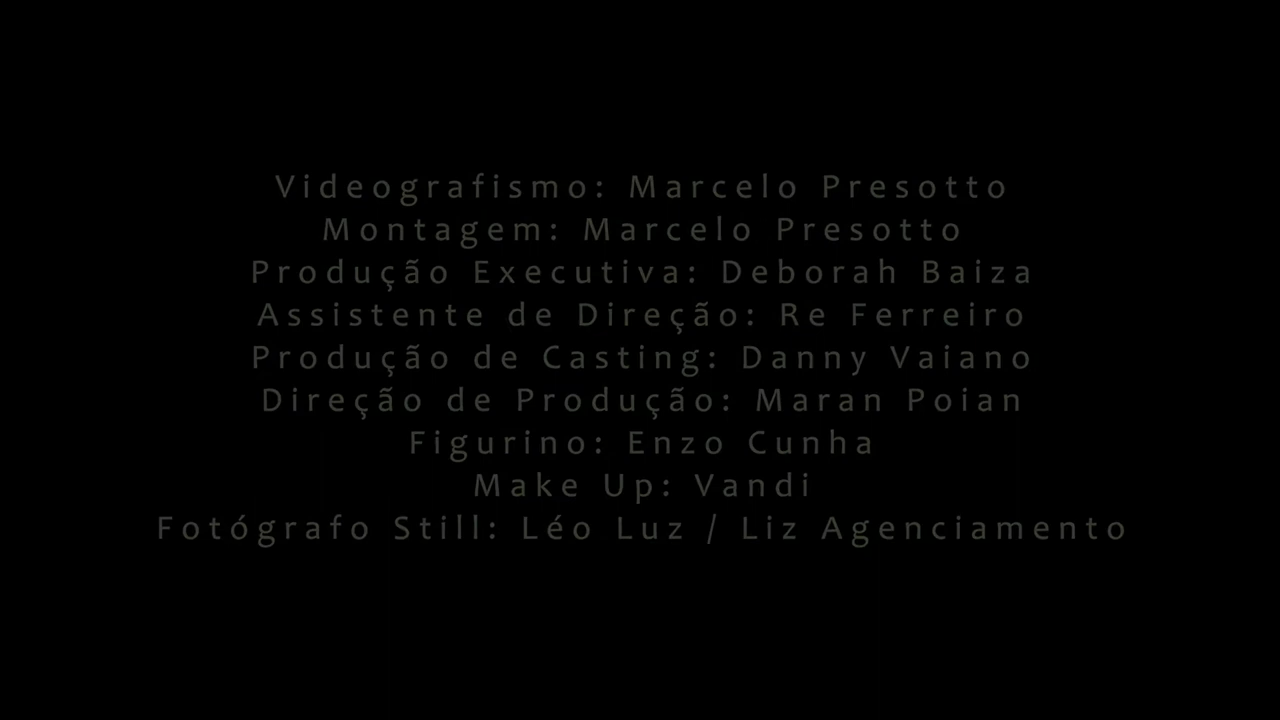 Videografismo: Marcelo Presotto
Montagem: Marcelo Presotto
Produção Executiva: Deborah Baiza
Assistente de Direção: Re Ferreiro
Produção de Casting: Danny Vaiano
Direção de Produção: Maran Poian
Figurino: Enzo Cunha
Make Up: Vandi
Fotógrafo Still: Léo Luz / Liz Agenciamento